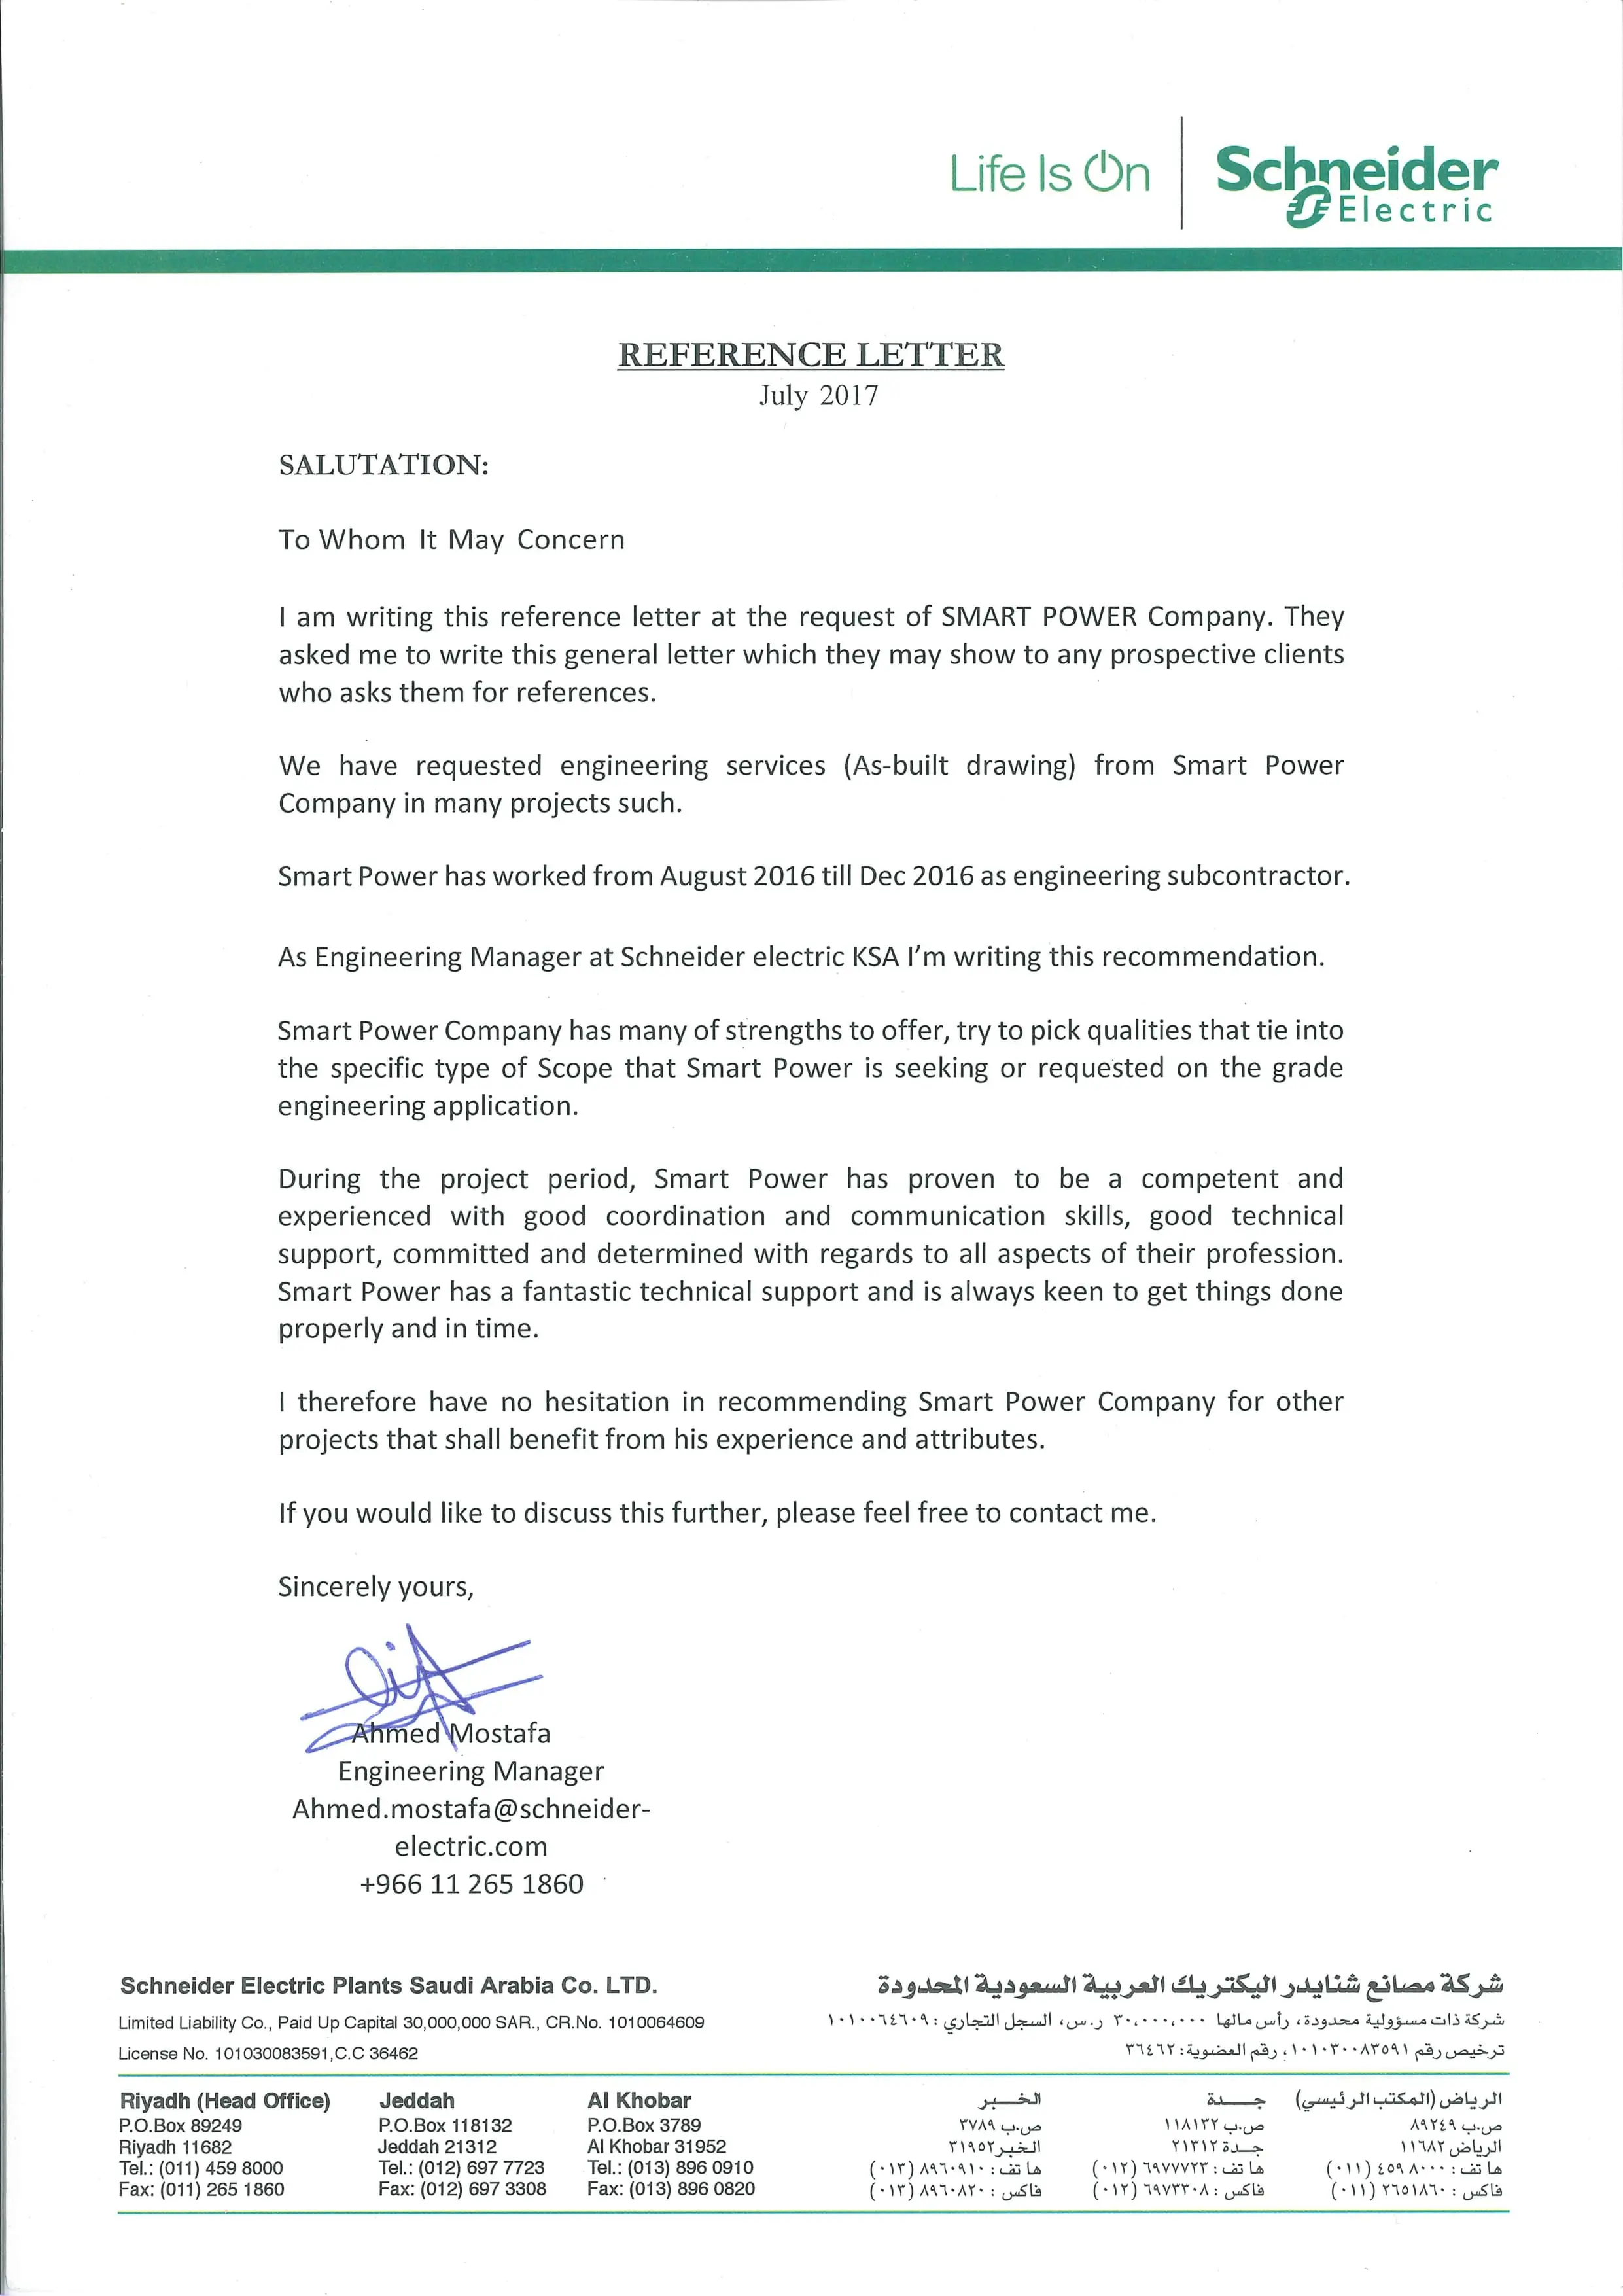 Life Is On
Schneider
Electric
REFERENCE LETTER
July 2017
SALUTATION:
To Whom It May Concern
I am writing this reference letter at the request of SMART POWER Company. They
asked me to write this general letter which they may show to any prospective clients
who asks them for references.
We have requested engineering services (As-built drawing) from Smart Power
Company in many projects such.
Smart Power has worked from August 2016 till Dec 2016 as engineering subcontractor.
As Engineering Manager at Schneider electric KSA I'm writing this recommendation.
Smart Power Company has many of strengths to offer, try to pick qualities that tie into
the specific type of Scope that Smart Power is seeking or requested on the grade
engineering application.
During the project period, Smart Power has proven to be a competent and
experienced with good coordination and communication skills, good technical
support, committed and determined with regards to all aspects of their profession.
Smart Power has a fantastic technical support and is always keen to get things done
properly and in time.
I therefore have no hesitation in recommending Smart Power Company for other
projects that shall benefit from his experience and attributes.
If you would like to discuss this further, please feel free to contact me.
Sincerely yours,
Ahmed Mostafa
Engineering Manager
Ahmed.mostafa@schneider-
electric.com
+966 11 265 1860
Schneider Electric Plants Saudi Arabia Co. LTD.
Limited Liability Co., Paid Up Capital 30,000,000 SAR., CR.No. 1010064609
License No. 101030083591,C.C 36462
شركة مصانع شنايدر اليكتريك العربية السعودية المحدودة
شركة ذات مسؤولية محدودة، رأس مالها ٣٠،٠٠٠،٠٠٠ ر.س، السجل التجاري : ١٠١٠٠٦٤٦٠٩
ترخيص رقم ١٠١٠٣٠٠٨٣٥٩١، رقم العضوية: ٣٦٤٦٢
Riyadh (Head Office)
P.O.Box 89249
Riyadh 11682
Tel.: (011) 459 8000
Fax: (011) 265 1860
Jeddah
P.O.Box 118132
Jeddah 21312
Tel.: (012) 697 7723
Fax: (012) 697 3308
Al Khobar
P.O.Box 3789
Al Khobar 31952
Tel.: (013) 896 0910
Fax: (013) 896 0820
الرياض (المكتب الرئيسي)
ص.ب ٨٩٢٤٩
الرياض ١١٦٨٢
هاتف : ٤٥٩٨٠٠٠ (٠١١)
فاكس : ٢٦٥١٨٦٠ (٠١١)
جــدة
ص.ب ١١٨١٣٢
جــدة ٢١٣١٢
هاتف : ٦٩٧٧٧٢٣ (٠١٢)
فاكس : ٦٩٧٣٣٠٨ (٠١٢)
الخــبر
ص.ب ٣٧٨٩
الخبر ٣١٩٥٢
هاتف : ٨٩٦٠٩١٠ (٠١٣)
فاكس : ٨٩٦٠٨٢٠ (٠١٣)